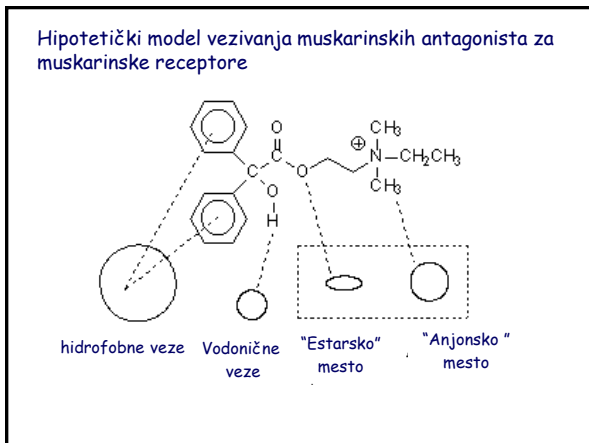 Hipotetički model vezivanja muskarinskih antagonista za
muskarinske receptore
O
CH₃
C
⊕
N—CH₂CH₃
C
O
CH₃
O
H
hidrofobne veze
Vodonične
veze
"Estarsko"
mesto
"Anjonsko "
mesto